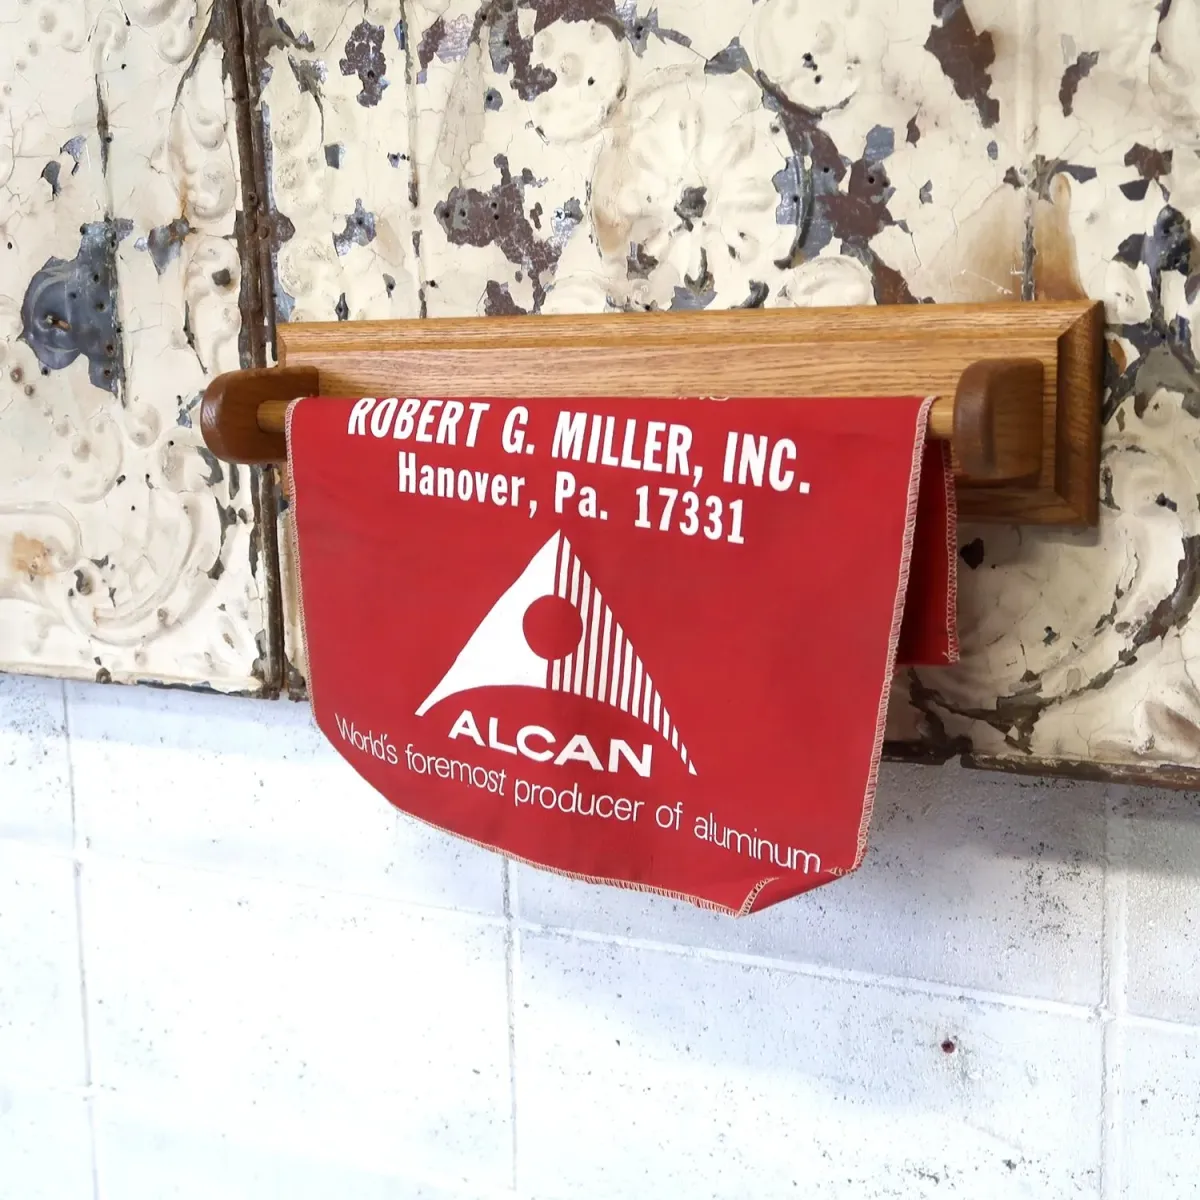 ROBERT G. MILLER, INC.
Hanover, Pa. 17331
ALCAN
World's foremost producer of aluminum